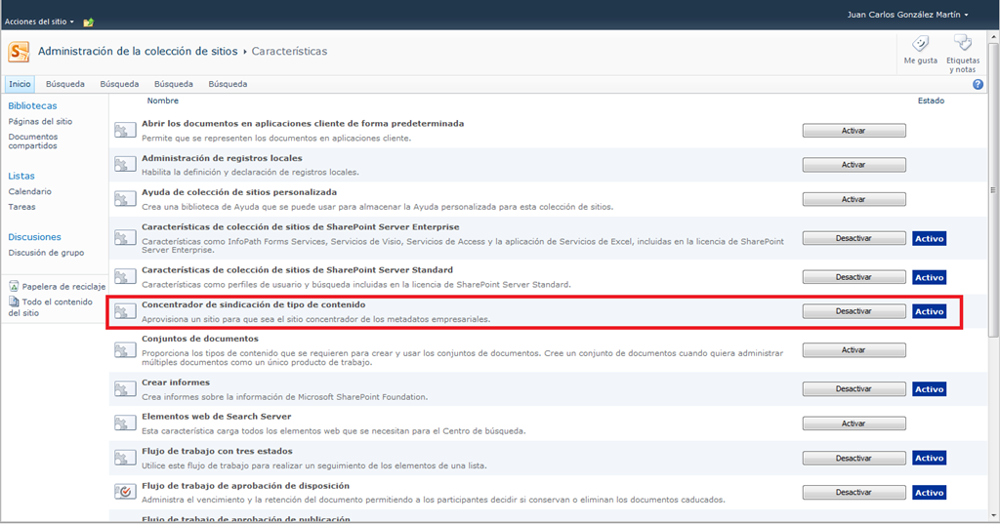 Juan Carlos González Martín
Acciones del sitio
Administración de la colección de sitios › Características
Me gusta
Etiquetas
y notas
Inicio
Búsqueda
Búsqueda
Búsqueda
Búsqueda
Bibliotecas
Páginas del sitio
Documentos
compartidos
Listas
Calendario
Tareas
Discusiones
Discusión de grupo
Papelera de reciclaje
Todo el contenido
del sitio
Nombre
Estado
Abrir los documentos en aplicaciones cliente de forma predeterminada
Permite que se representen los documentos en aplicaciones cliente.
Activar
Administración de registros locales
Habilita la definición y declaración de registros locales.
Activar
Ayuda de colección de sitios personalizada
Crea una biblioteca de Ayuda que se puede usar para almacenar la Ayuda personalizada para esta colección de sitios.
Activar
Características de colección de sitios de SharePoint Server Enterprise
Características como InfoPath Forms Services, Servicios de Visio, Servicios de Access y la aplicación de Servicios de Excel, incluidas en la licencia de SharePoint
Server Enterprise.
Desactivar
Activo
Características de colección de sitios de SharePoint Server Standard
Características como perfiles de usuario y búsqueda incluidas en la licencia de SharePoint Server Standard.
Desactivar
Activo
Concentrador de sindicación de tipo de contenido
Aprovisiona un sitio para que sea el sitio concentrador de los metadatos empresariales.
Desactivar
Activo
Conjuntos de documentos
Proporciona los tipos de contenido que se requieren para crear y usar los conjuntos de documentos. Cree un conjunto de documentos cuando quiera administrar
múltiples documentos como un único producto de trabajo.
Activar
Crear informes
Crea informes sobre la información de Microsoft SharePoint Foundation.
Desactivar
Activo
Elementos web de Search Server
Esta característica carga todos los elementos web que se necesitan para el Centro de búsqueda.
Activar
Flujo de trabajo con tres estados
Utilice este flujo de trabajo para realizar un seguimiento de los elementos de una lista.
Desactivar
Activo
Flujo de trabajo de aprobación de disposición
Administra el vencimiento y la retención del documento permitiendo a los participantes decidir si conservan o eliminan los documentos caducados.
Desactivar
Activo
Flujo de trabajo de aprobación de publicación